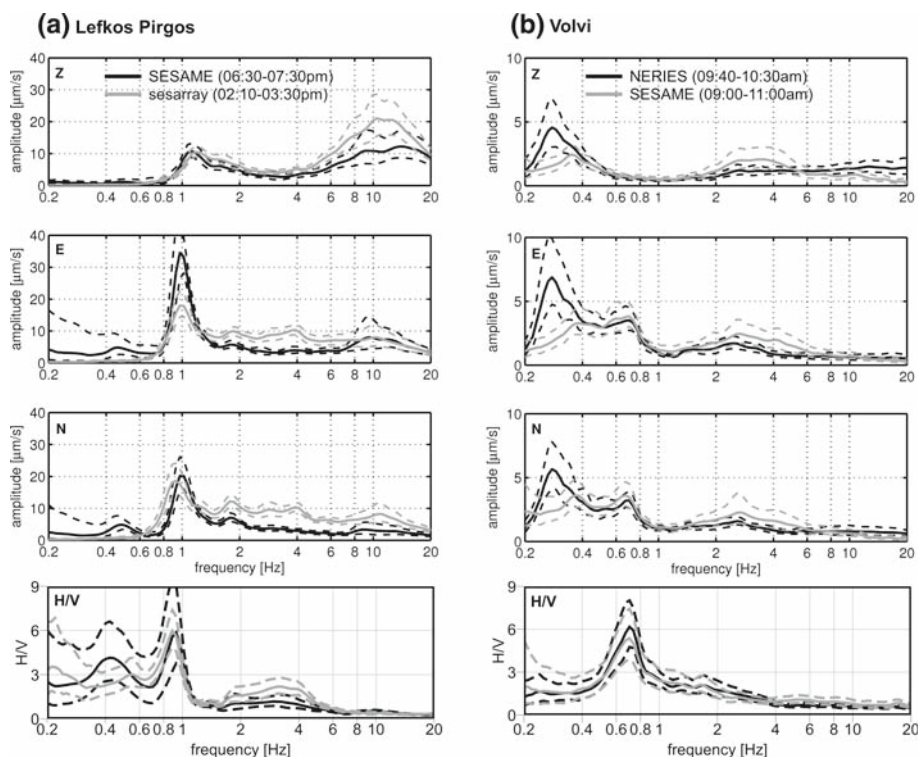 (a) Lefkos Pirgos
Z
SESAME (06:30-07:30pm)
sesarray (02:10-03:30pm)
amplitude [µm/s]
40
30
20
10
0
0.2 0.4 0.6 0.8 1 2 4 6 8 10 20
E
amplitude [µm/s]
40
30
20
10
0
0.2 0.4 0.6 0.8 1 2 4 6 8 10 20
N
amplitude [µm/s]
40
30
20
10
0
0.2 0.4 0.6 0.8 1 2 4 6 8 10 20
frequency [Hz]
H/V
H/V
9
6
3
0
0.2 0.4 0.6 0.8 1 2 4 6 8 10 20
frequency [Hz]
(b) Volvi
Z
NERIES (09:40-10:30am)
SESAME (09:00-11:00am)
amplitude [µm/s]
10
5
0
0.2 0.4 0.6 0.8 1 2 4 6 8 10 20
E
amplitude [µm/s]
10
5
0
0.2 0.4 0.6 0.8 1 2 4 6 8 10 20
N
amplitude [µm/s]
10
5
0
0.2 0.4 0.6 0.8 1 2 4 6 8 10 20
frequency [Hz]
H/V
H/V
9
6
3
0
0.2 0.4 0.6 0.8 1 2 4 6 8 10 20
frequency [Hz]